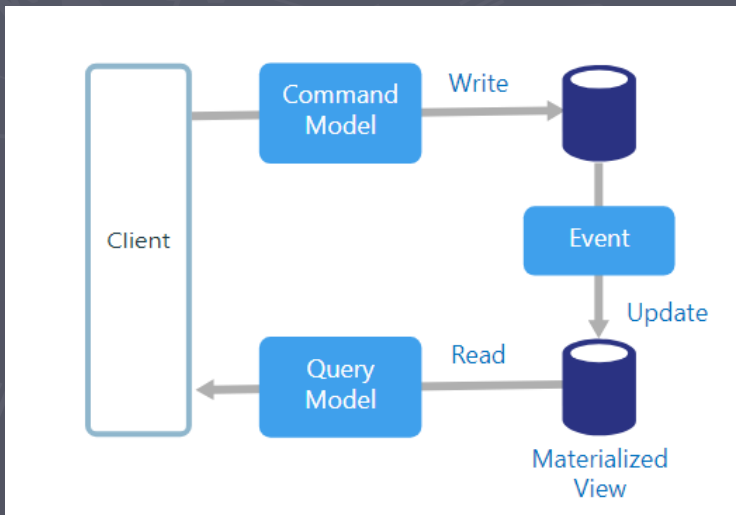 Command
Model
Write
Client
Event
Update
Query
Model
Read
Materialized
View